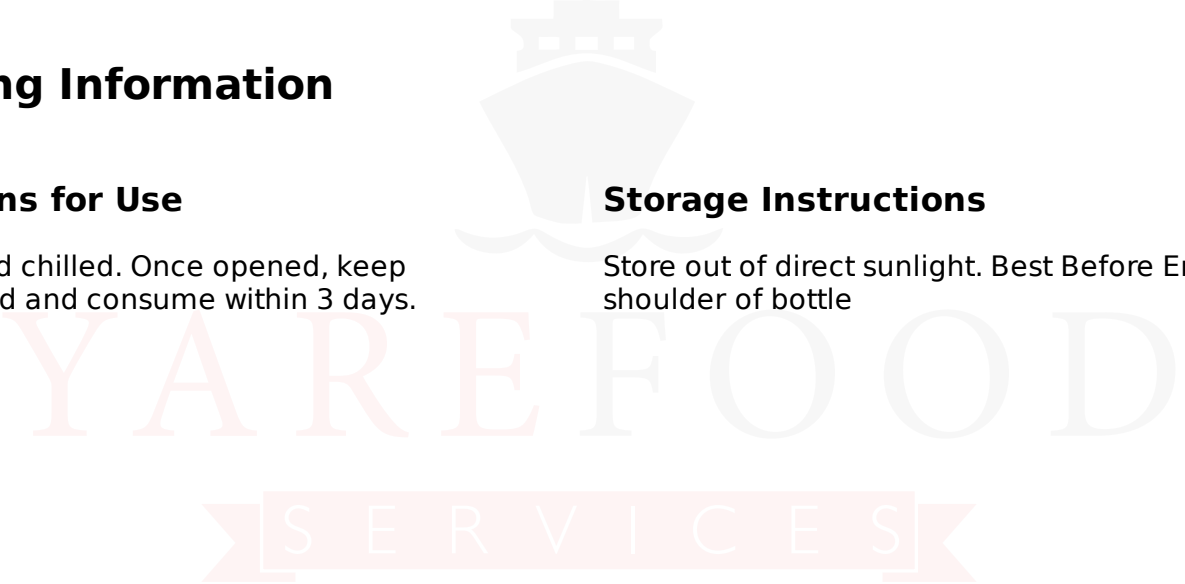 ng Information
ns for Use
d chilled. Once opened, keep
d and consume within 3 days.
Storage Instructions
Store out of direct sunlight. Best Before En
shoulder of bottle
YAREFOOD
SERVICES